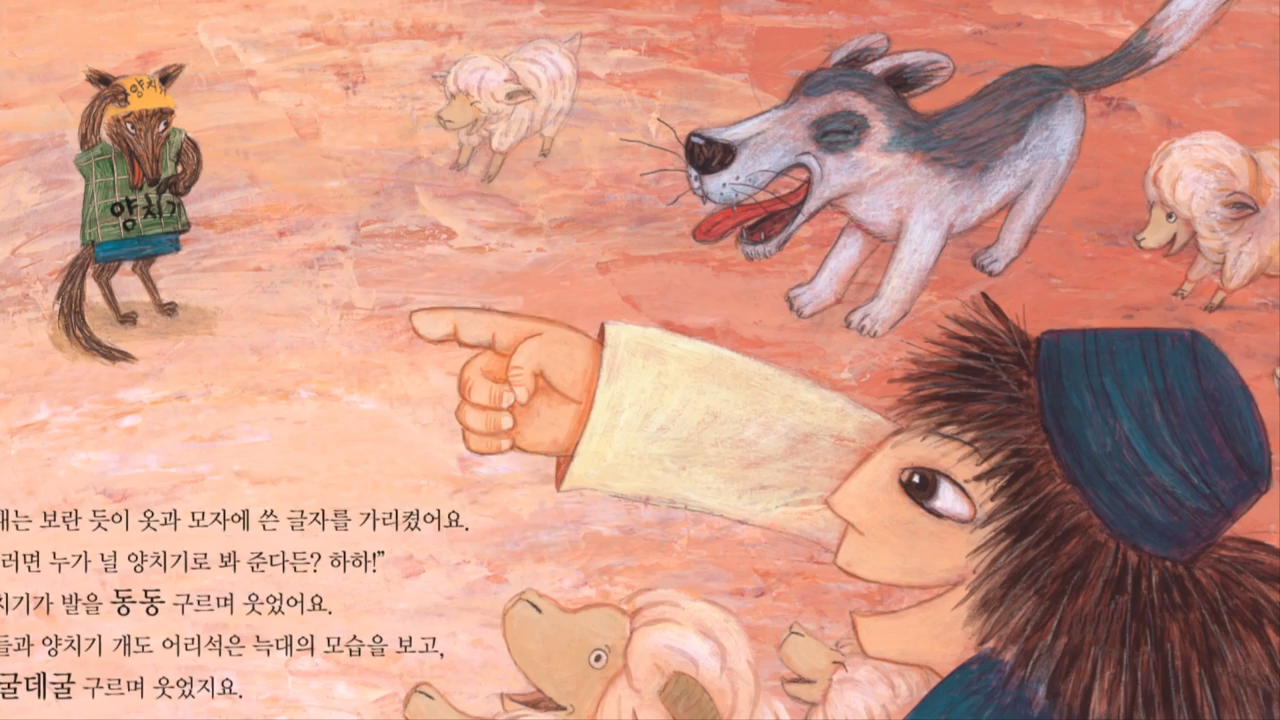 양치기
양치기
대는 보란 듯이 옷과 모자에 쓴 글자를 가리켰어요.
러면 누가 널 양치기로 봐 준다든? 하하!”
치기가 발을 동동 구르며 웃었어요.
들과 양치기 개도 어리석은 늑대의 모습을 보고,
굴데굴 구르며 웃었지요.